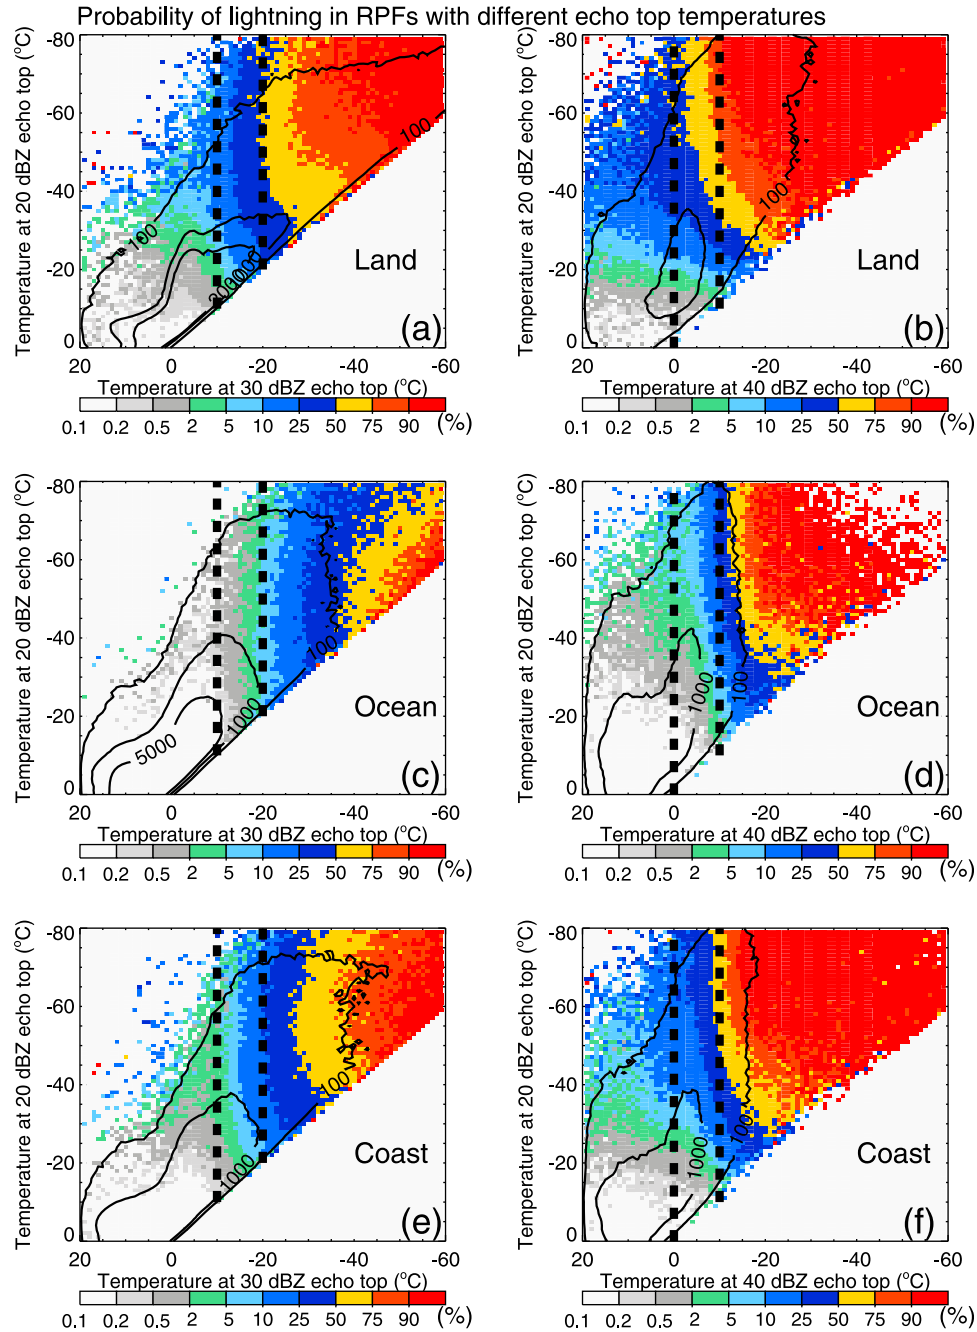 Probability of lightning in RPFs with different echo top temperatures
Temperature at 20 dBZ echo top (°C)
-80
-60
-40
-20
0
100
100
1000
2000
Land
(a)
20 0 -20 -40 -60
Temperature at 30 dBZ echo top (°C)
0.1 0.2 0.5 2 5 10 25 50 75 90 (%)
Temperature at 20 dBZ echo top (°C)
-80
-60
-40
-20
0
100
Land
(b)
20 0 -20 -40 -60
Temperature at 40 dBZ echo top (°C)
0.1 0.2 0.5 2 5 10 25 50 75 90 (%)
Temperature at 20 dBZ echo top (°C)
-80
-60
-40
-20
0
100
1000
5000
Ocean
(c)
20 0 -20 -40 -60
Temperature at 30 dBZ echo top (°C)
0.1 0.2 0.5 2 5 10 25 50 75 90 (%)
Temperature at 20 dBZ echo top (°C)
-80
-60
-40
-20
0
1000
100
Ocean
(d)
20 0 -20 -40 -60
Temperature at 40 dBZ echo top (°C)
0.1 0.2 0.5 2 5 10 25 50 75 90 (%)
Temperature at 20 dBZ echo top (°C)
-80
-60
-40
-20
0
100
1000
Coast
(e)
20 0 -20 -40 -60
Temperature at 30 dBZ echo top (°C)
0.1 0.2 0.5 2 5 10 25 50 75 90 (%)
Temperature at 20 dBZ echo top (°C)
-80
-60
-40
-20
0
1000
100
Coast
(f)
20 0 -20 -40 -60
Temperature at 40 dBZ echo top (°C)
0.1 0.2 0.5 2 5 10 25 50 75 90 (%)